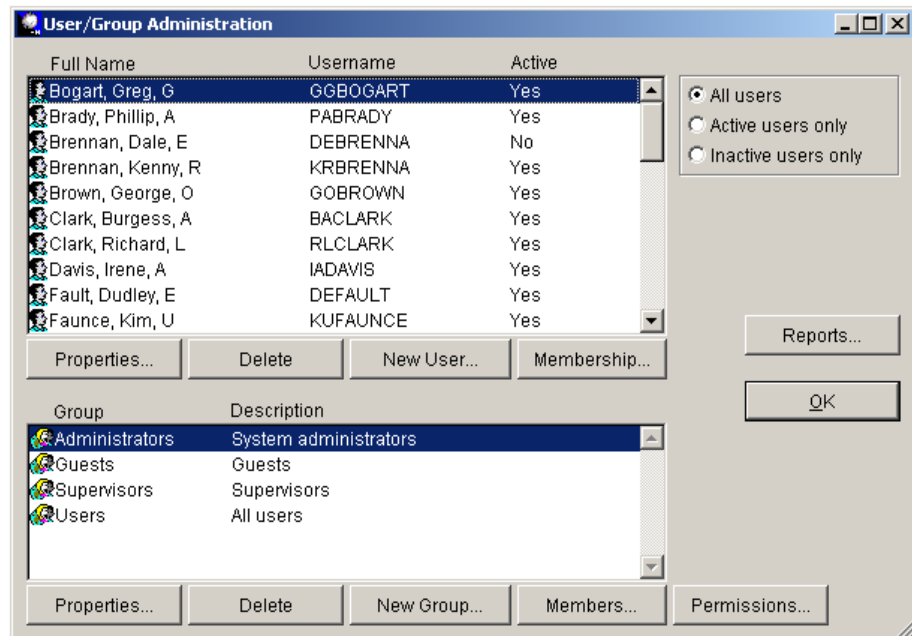 User/Group Administration
Full Name Username Active
Bogart, Greg, G GGBOGART Yes
Brady, Phillip, A PABRADY Yes
Brennan, Dale, E DEBRENNA No
Brennan, Kenny, R KRBRENNA Yes
Brown, George, O GOBROWN Yes
Clark, Burgess, A BACLARK Yes
Clark, Richard, L RLCLARK Yes
Davis, Irene, A IADAVIS Yes
Fault, Dudley, E DEFAULT Yes
Faunce, Kim, U KUFAUNCE Yes
All users
Active users only
Inactive users only
Properties... Delete New User... Membership...
Reports...
OK
Group Description
Administrators System administrators
Guests Guests
Supervisors Supervisors
Users All users
Properties... Delete New Group... Members... Permissions...